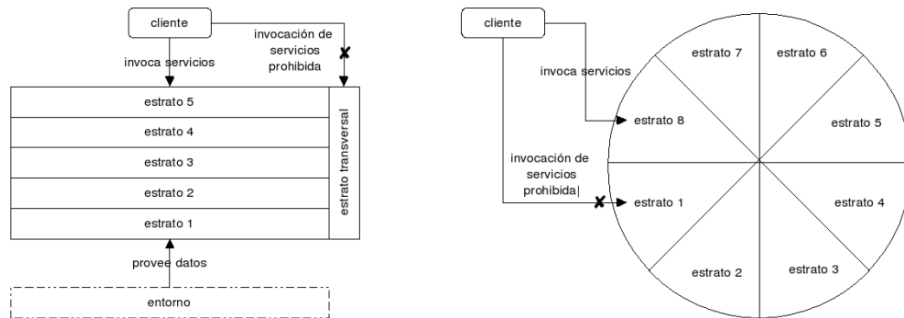 cliente
invocación de
servicios
prohibida
invoca servicios
estrato 5
estrato 4
estrato 3
estrato 2
estrato 1
estrato transversal
provee datos
entorno
cliente
invoca servicios
invocación de
servicios
prohibida|
estrato 7
estrato 6
estrato 8
estrato 5
estrato 1
estrato 4
estrato 2
estrato 3